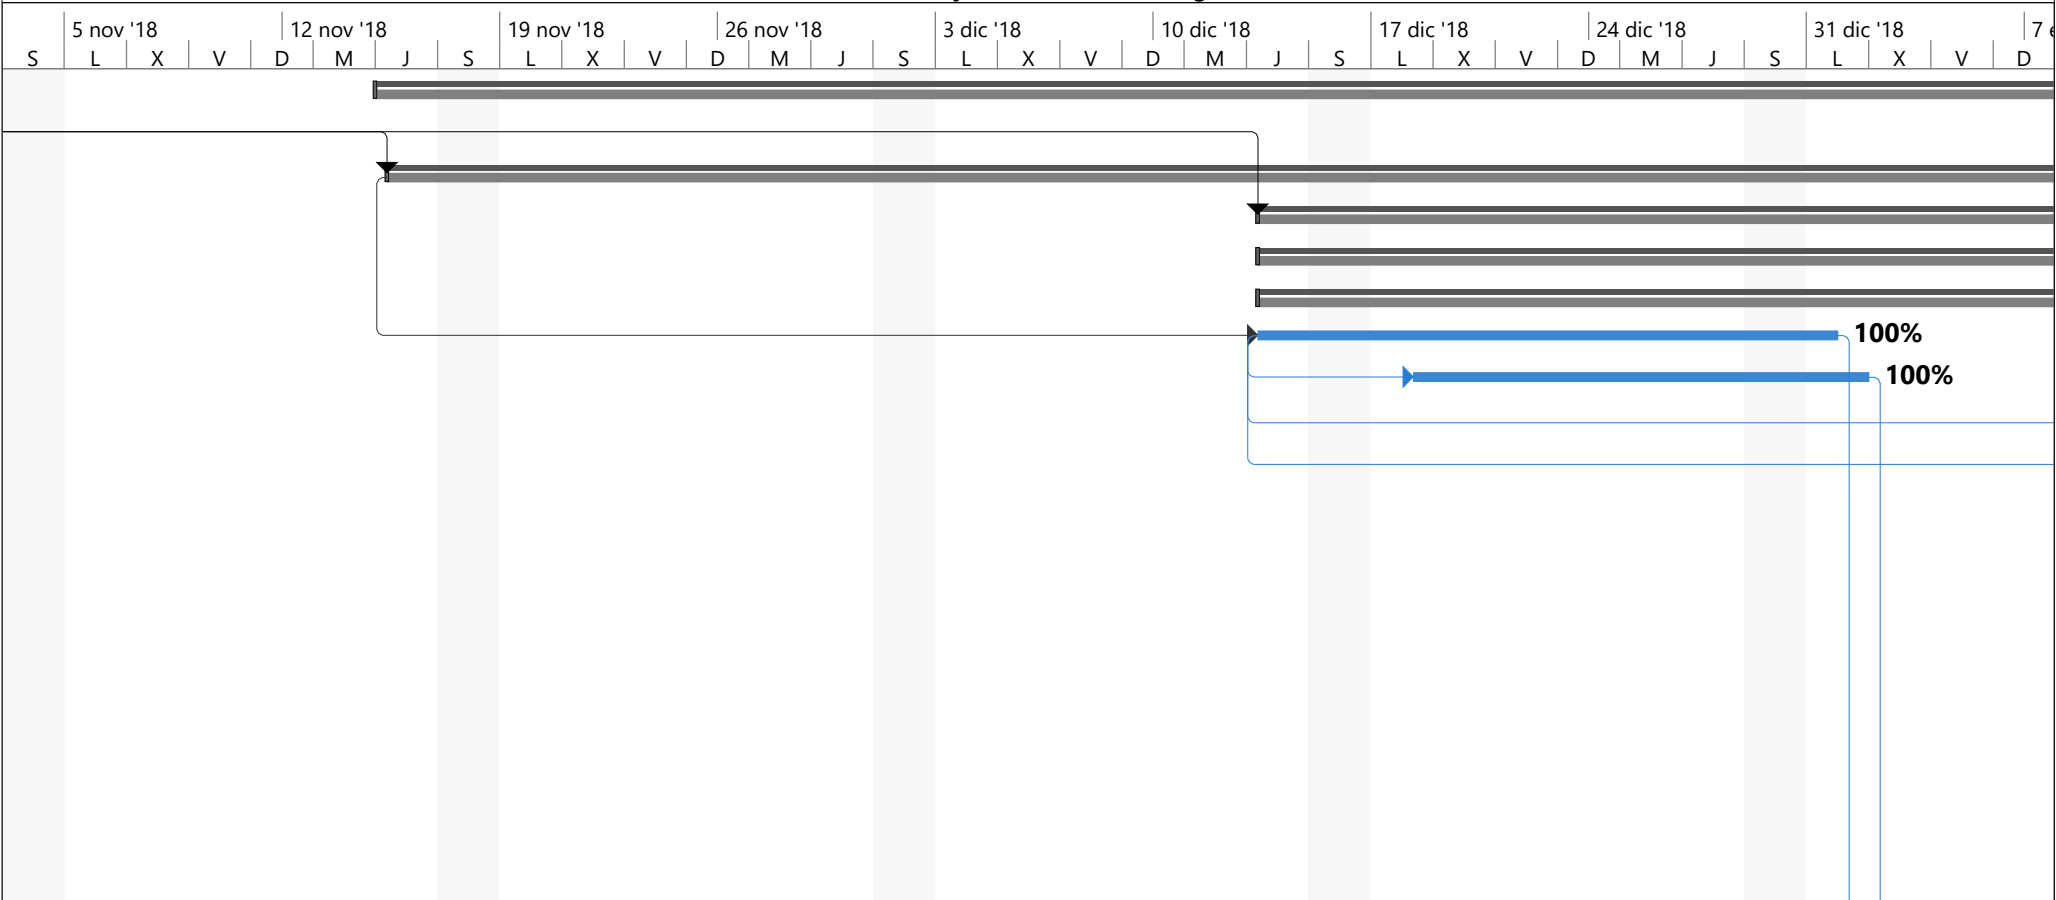 5 nov '18 12 nov '18 19 nov '18 26 nov '18 3 dic '18 10 dic '18 17 dic '18 24 dic '18 31 dic '18 7
S L X V D M J S L X V D M J S L X V D M J S L X V D M J S L X V D
100%
100%